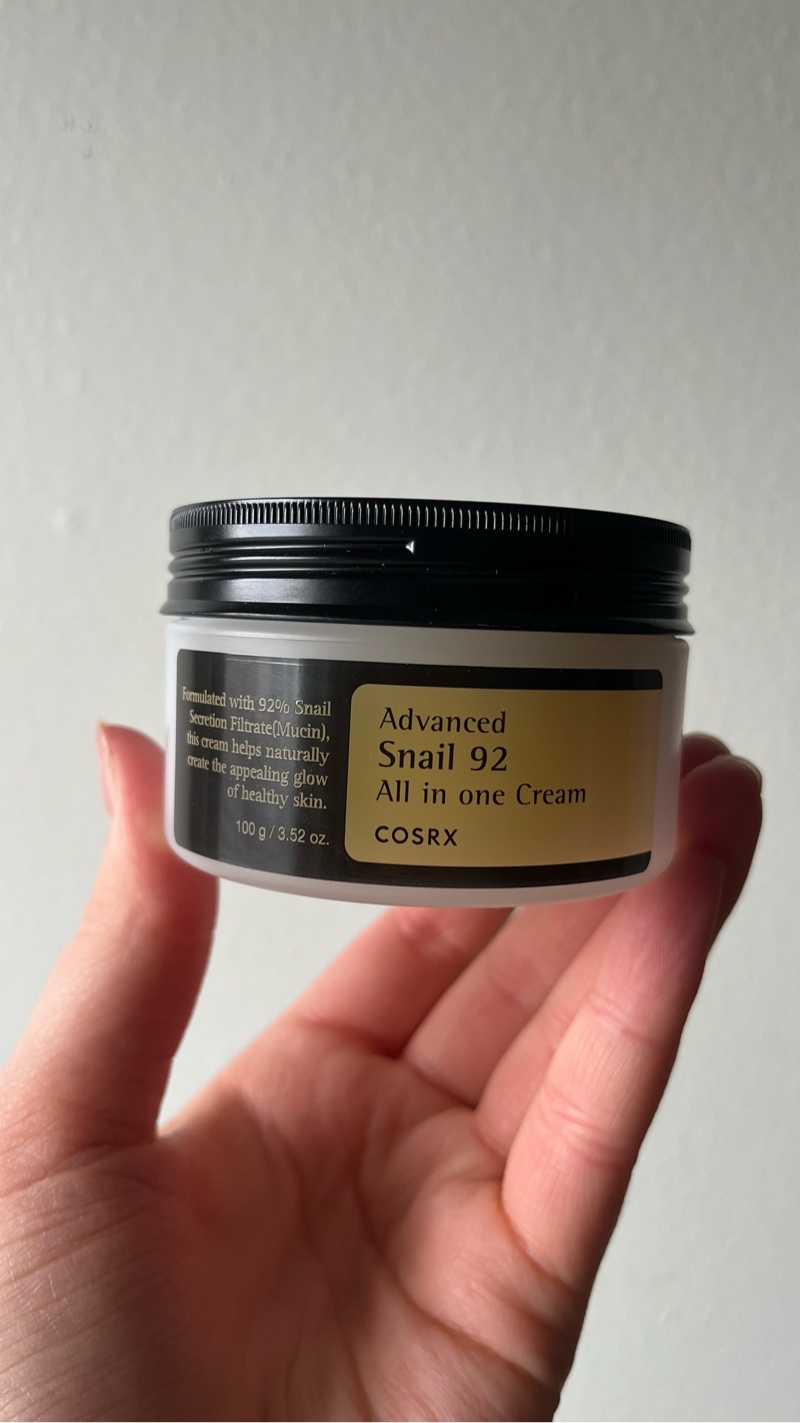 Formulated with 92% Snail
Secretion Filtrate(Mucin),
this cream helps naturally
create the appealing glow
of healthy skin.
100 g / 3.52 oz.
Advanced
Snail 92
All in one Cream
COSRX